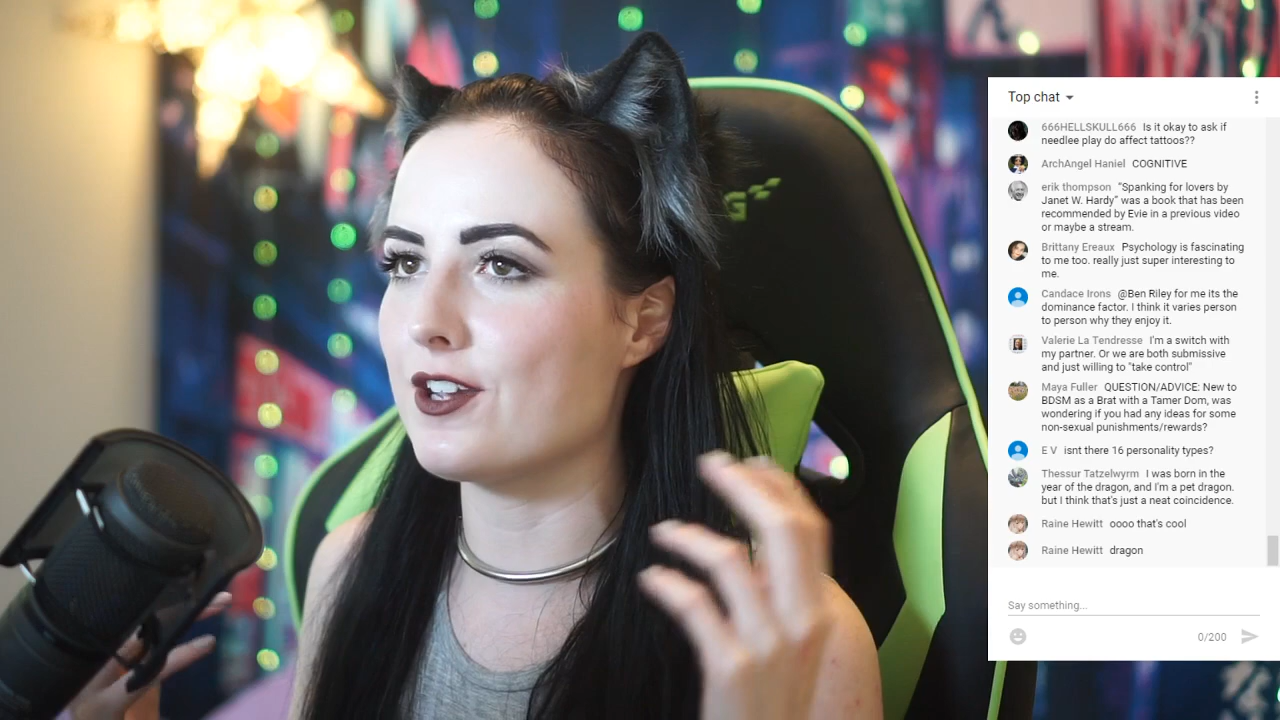 G
Top chat
666HELLSKULL666 Is it okay to ask if
needlee play do affect tattoos??
ArchAngel Haniel COGNITIVE
erik thompson "Spanking for lovers by
Janet W. Hardy" was a book that has been
recommended by Evie in a previous video
or maybe a stream.
Brittany Ereaux Psychology is fascinating
to me too. really just super interesting to
me.
Candace Irons @Ben Riley for me its the
dominance factor. I think it varies person
to person why they enjoy it.
Valerie La Tendresse I'm a switch with
my partner. Or we are both submissive
and just willing to "take control"
Maya Fuller QUESTION/ADVICE: New to
BDSM as a Brat with a Tamer Dom, was
wondering if you had any ideas for some
non-sexual punishments/rewards?
E V isnt there 16 personality types?
Thessur Tatzelwyrm I was born in the
year of the dragon, and I'm a pet dragon.
but I think that's just a neat coincidence.
Raine Hewitt oooo that's cool
Raine Hewitt dragon
Say something...
0/200